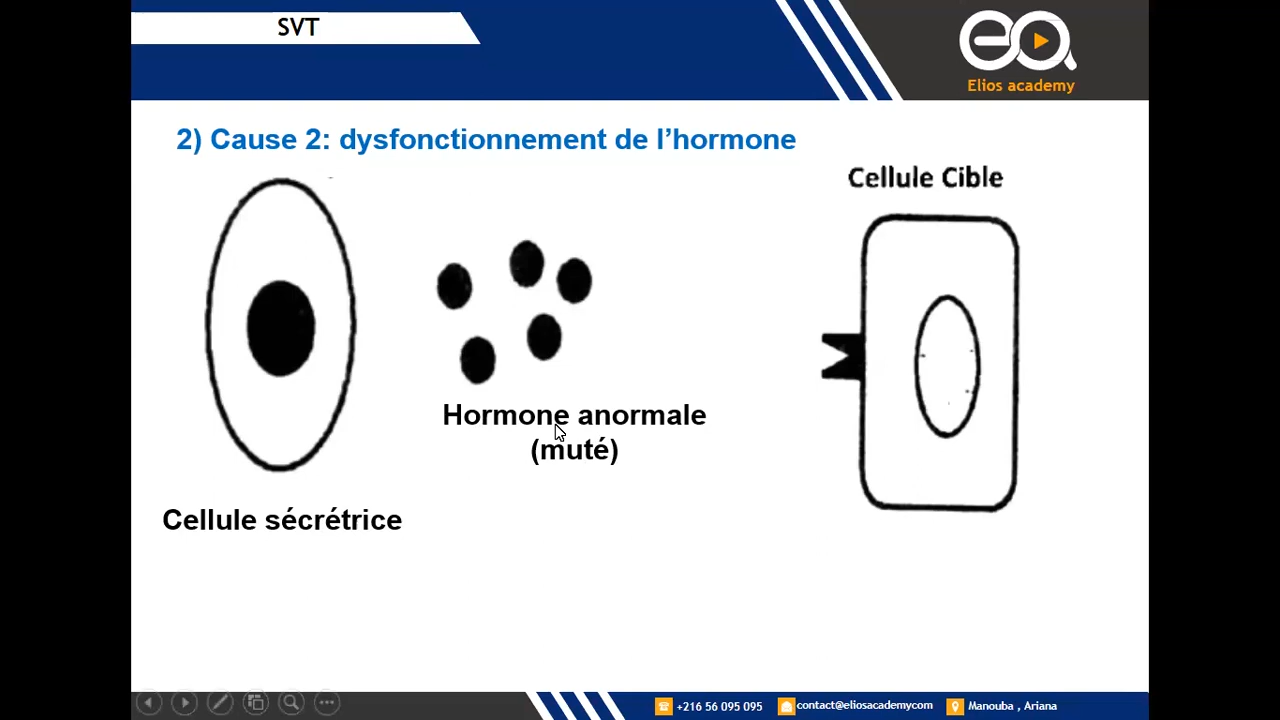 SVT
ea
Elios academy
2) Cause 2: dysfonctionnement de l’hormone
Cellule Cible
Hormone anormale
(muté)
Cellule sécrétrice
+216 56 095 095
contact@eliosacademycom
Manouba , Ariana